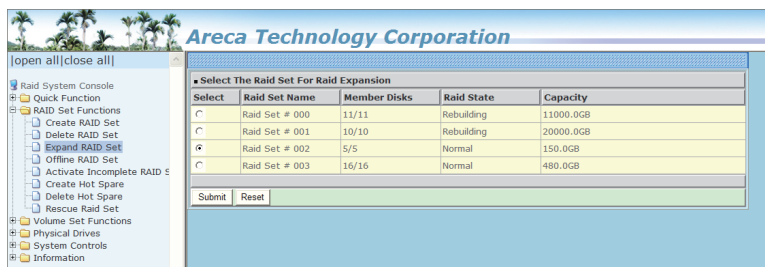 Areca Technology Corporation
|open all|close all|
Raid System Console
Quick Function
RAID Set Functions
Create RAID Set
Delete RAID Set
Expand RAID Set
Offline RAID Set
Activate Incomplete RAID S
Create Hot Spare
Delete Hot Spare
Rescue Raid Set
Volume Set Functions
Physical Drives
System Controls
Information
Select The Raid Set For Raid Expansion
Select Raid Set Name Member Disks Raid State Capacity
Raid Set # 000 11/11 Rebuilding 11000.0GB
Raid Set # 001 10/10 Rebuilding 20000.0GB
Raid Set # 002 5/5 Normal 150.0GB
Raid Set # 003 16/16 Normal 480.0GB
Submit Reset